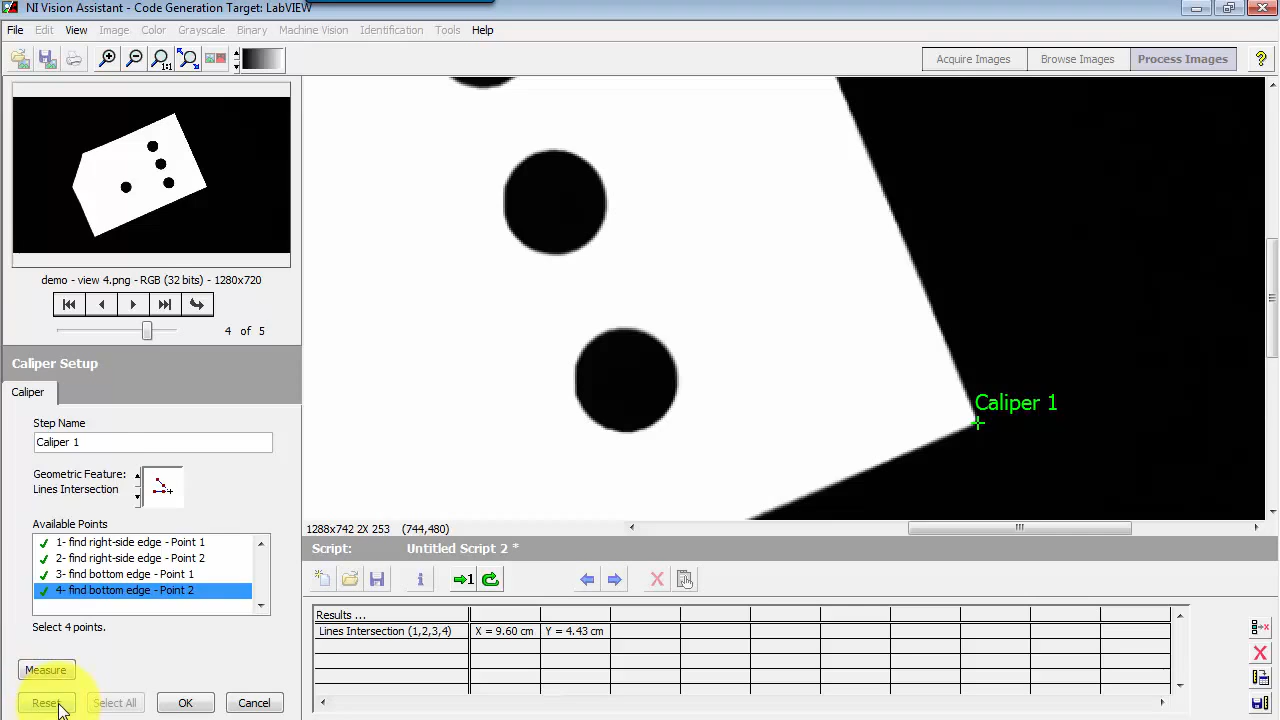 NI Vision Assistant - Code Generation Target: LabVIEW
File Edit View Image Color Grayscale Binary Machine Vision Identification Tools Help
1:1
Acquire Images Browse Images Process Images ?
demo - view 4.png - RGB (32 bits) - 1280x720
4 of 5
Caliper Setup
Caliper
Step Name
Caliper 1
Geometric Feature:
Lines Intersection
Available Points
1- find right-side edge - Point 1
2- find right-side edge - Point 2
3- find bottom edge - Point 1
4- find bottom edge - Point 2
Select 4 points.
Measure
Reset Select All OK Cancel
Caliper 1
1288x742 2X 253 (744,480)
Script: Untitled Script 2 *
1
Results ...
Lines Intersection (1,2,3,4) X = 9.60 cm Y = 4.43 cm